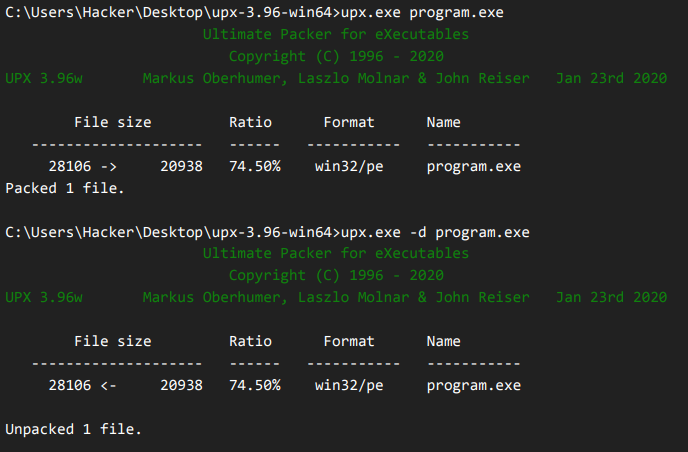 C:\Users\Hacker\Desktop\upx-3.96-win64>upx.exe program.exe
Ultimate Packer for eXecutables
Copyright (C) 1996 - 2020
UPX 3.96w       Markus Oberhumer, Laszlo Molnar & John Reiser   Jan 23rd 2020
File size         Ratio      Format      Name
--------------------   ------   -----------   -----------
28106 ->     20938   74.50%    win32/pe     program.exe
Packed 1 file.
C:\Users\Hacker\Desktop\upx-3.96-win64>upx.exe -d program.exe
Ultimate Packer for eXecutables
Copyright (C) 1996 - 2020
UPX 3.96w       Markus Oberhumer, Laszlo Molnar & John Reiser   Jan 23rd 2020
File size         Ratio      Format      Name
--------------------   ------   -----------   -----------
28106 <-     20938   74.50%    win32/pe     program.exe
Unpacked 1 file.